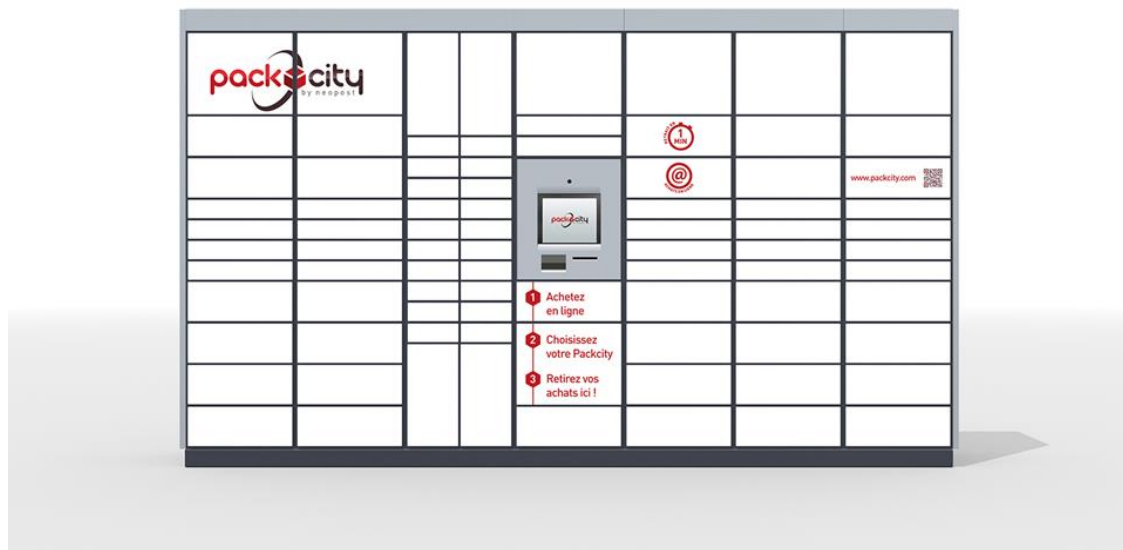 packcity
by neopost
1
MIN
@
www.packcity.com
packcity
1 Achetez
en ligne
2 Choisissez
votre Packcity
3 Retirez vos
achats ici !